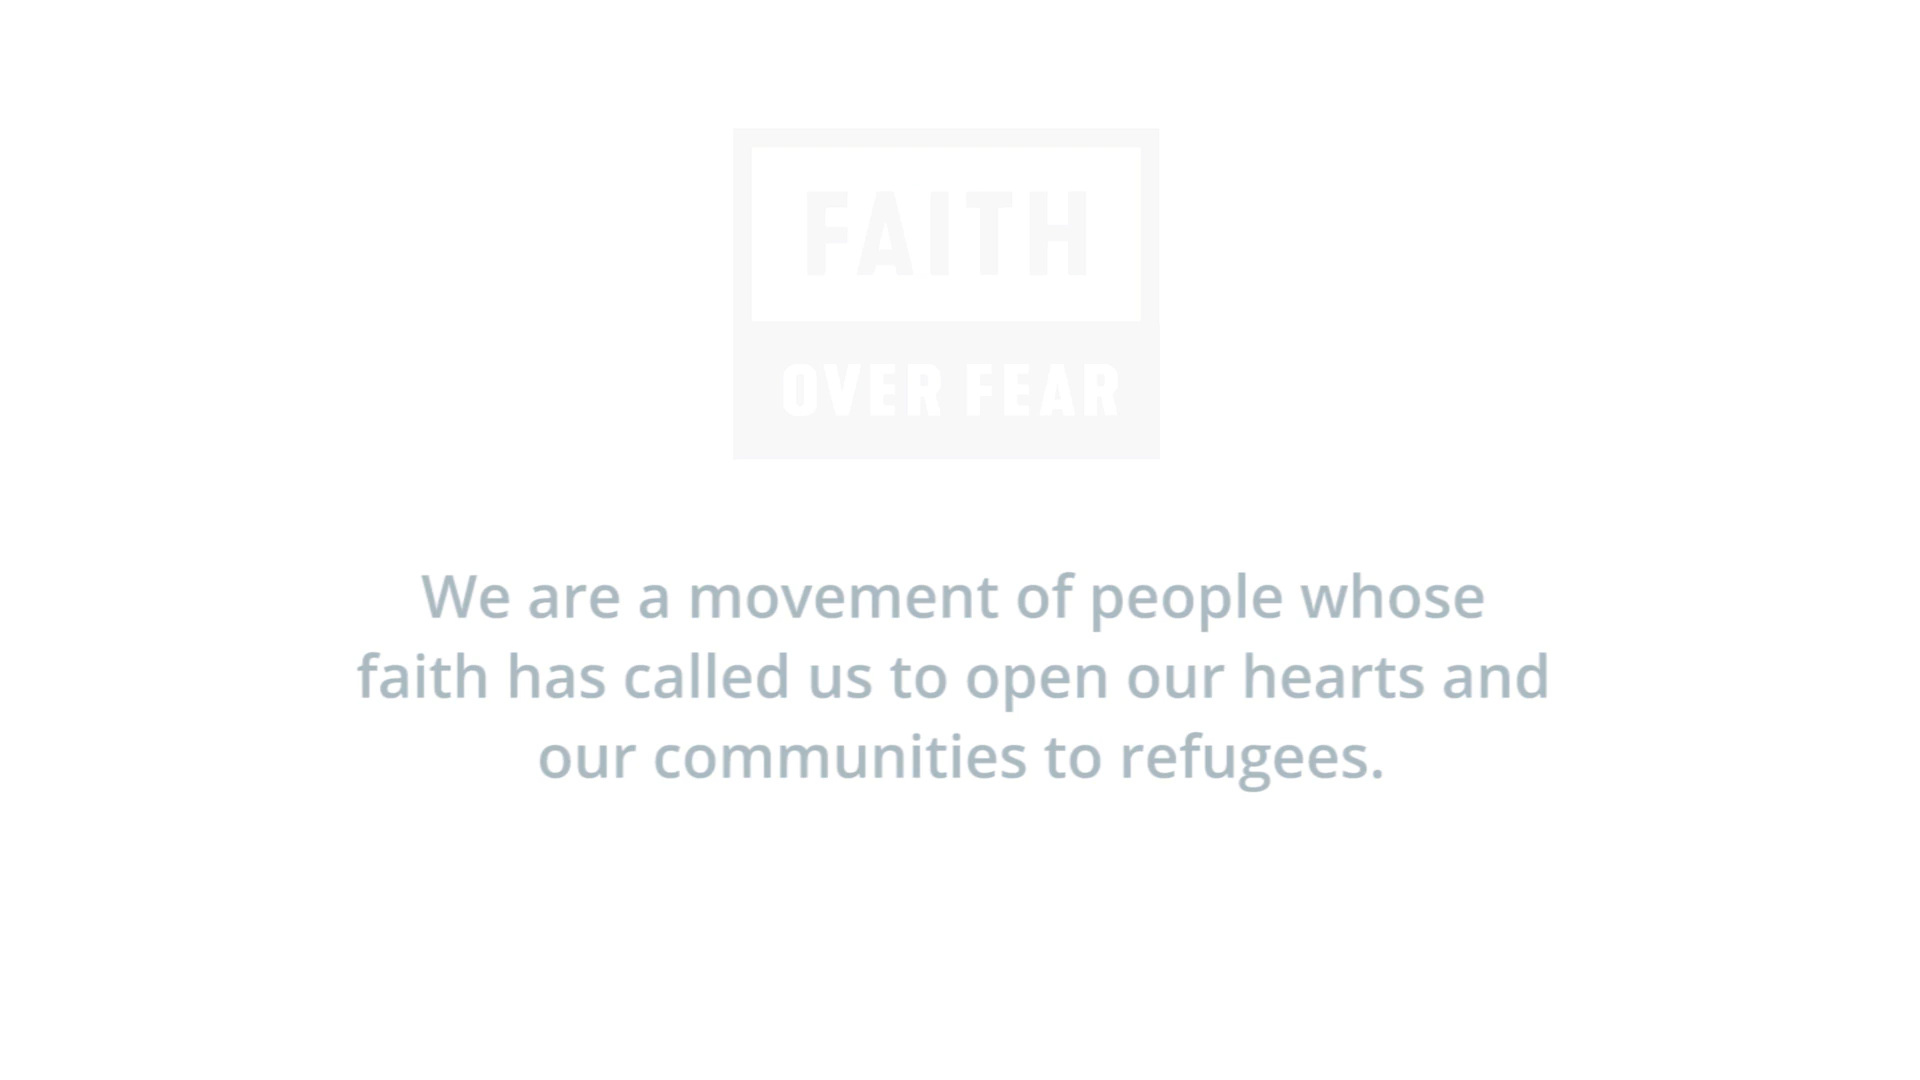 FAITH
OVER FEAR
We are a movement of people whose
faith has called us to open our hearts and
our communities to refugees.